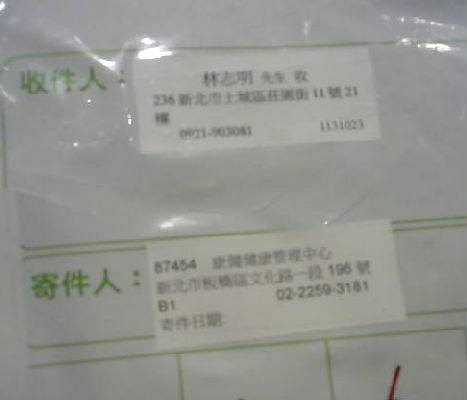 收件人：
林志明 先生 收
236 新北市土城區莊園街 11 號 21
樓
0921-903081 1131023
寄件人：
87454 康健健康管理中心
新北市板橋區文化路一段 195 號
B1 02-2259-3161
寄件日期: